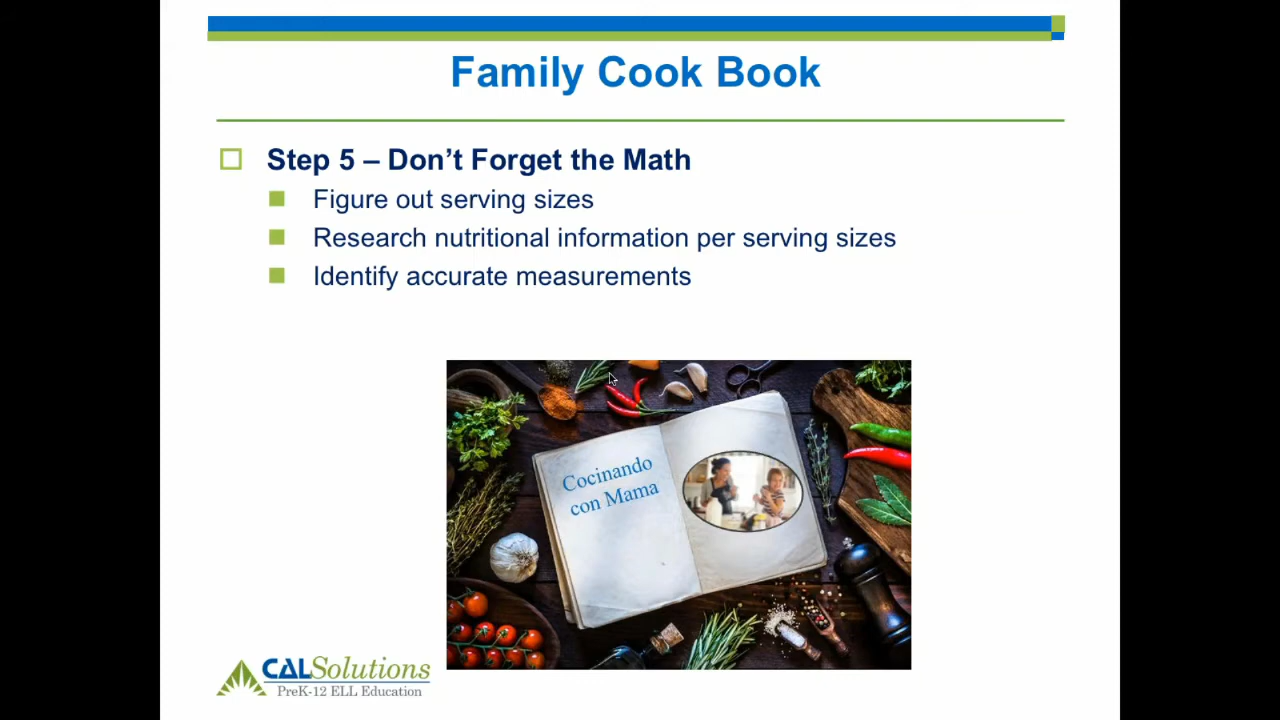 Family Cook Book
Step 5 – Don’t Forget the Math
Figure out serving sizes
Research nutritional information per serving sizes
Identify accurate measurements
Cocinando
con Mama
CALSolutions
PreK-12 ELL Education